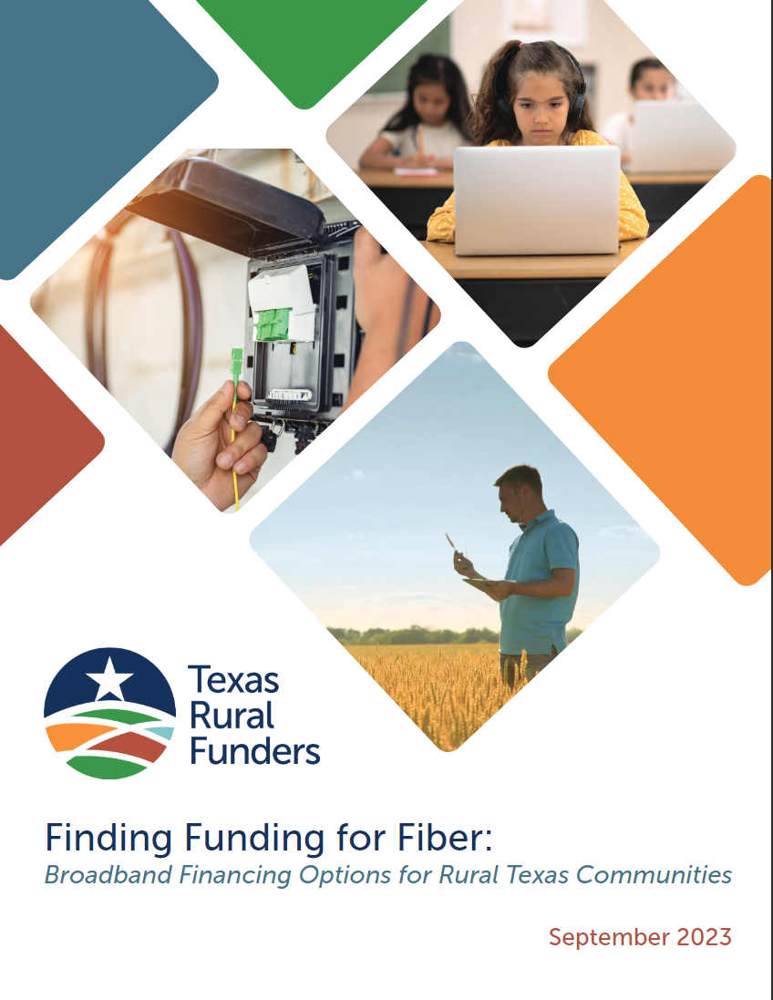 Texas
Rural
Funders
Finding Funding for Fiber:
Broadband Financing Options for Rural Texas Communities
September 2023